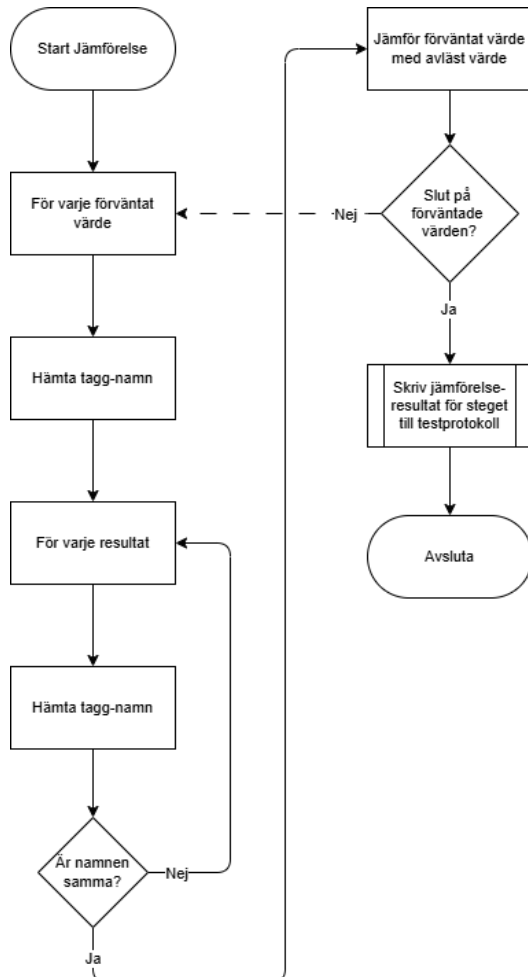 Start Jämförelse
För varje förväntat
värde
Hämta tagg-namn
För varje resultat
Hämta tagg-namn
Är namnen
samma?
Nej
Ja
Jämför förväntat värde
med avläst värde
Slut på
förväntade
värden?
Nej
Ja
Skriv jämförelse-
resultat för steget
till testprotokoll
Avsluta